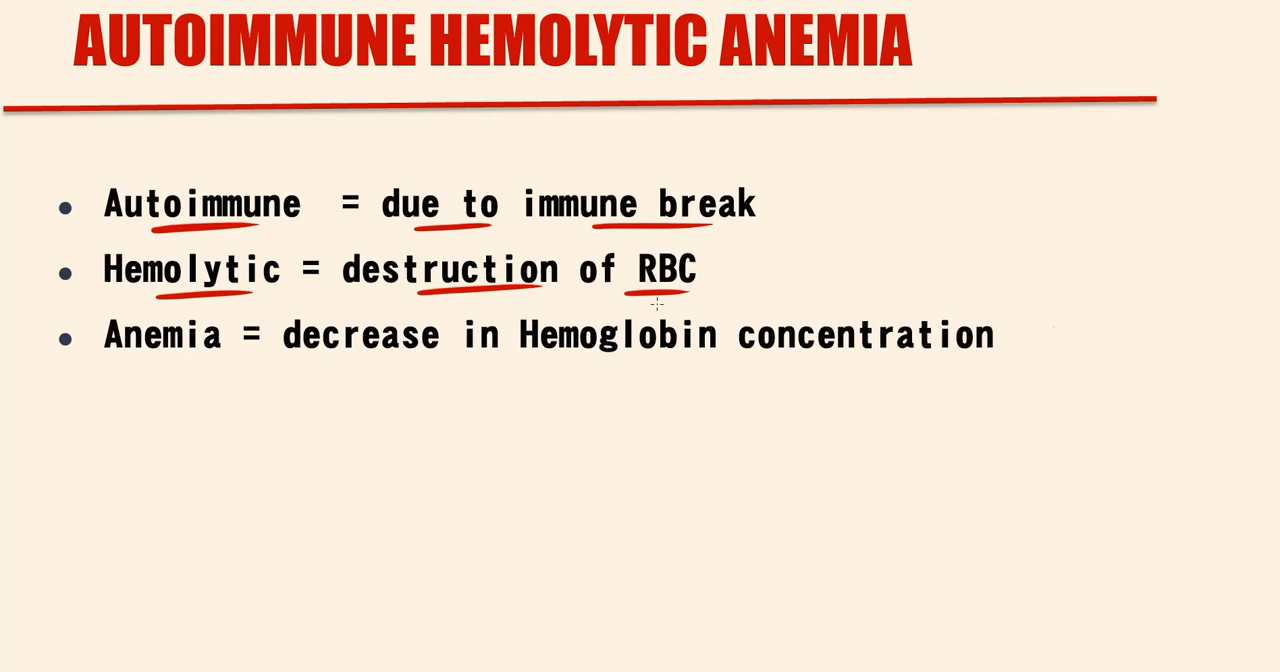 AUTOIMMUNE HEMOLYTIC ANEMIA
• Autoimmune = due to immune break
• Hemolytic = destruction of RBC
• Anemia = decrease in Hemoglobin concentration